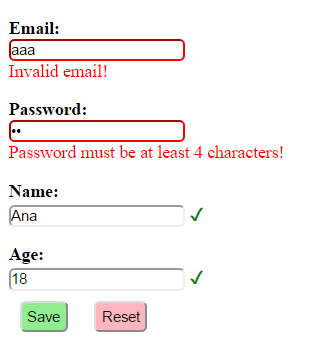 Email:
aaa
Invalid email!
Password:
••
Password must be at least 4 characters!
Name:
Ana ✓
Age:
18 ✓
Save Reset